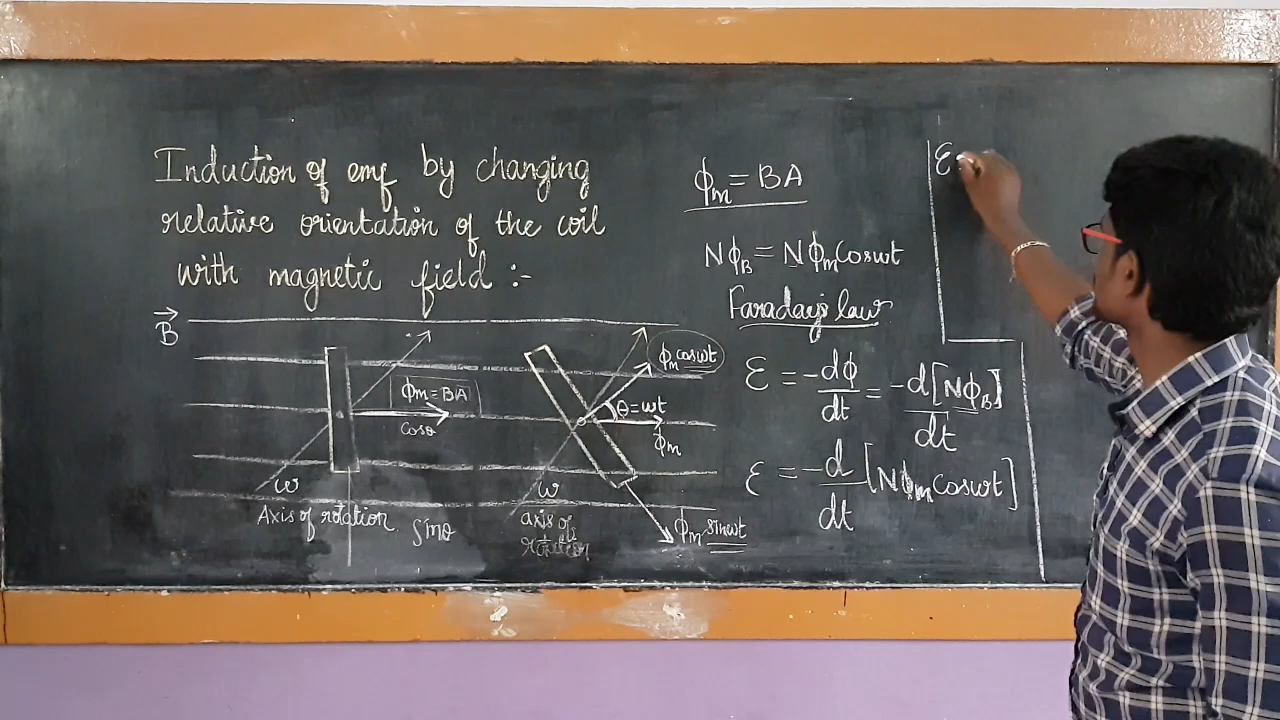 Induction of emf by changing
relative orientation of the coil
with magnetic field :-
B⃗
ϕm = BA
cosθ
ω
Axis of rotation
sinθ
ϕm cosωt
θ=ωt
ϕm
ω
axis of
rotation
ϕm sinωt
ϕm = BA
NϕB = Nϕm cosωt
Faraday's law
ε = -dϕ/dt = -d[NϕB]/dt
ε = -d/dt [Nϕm cosωt]
ε